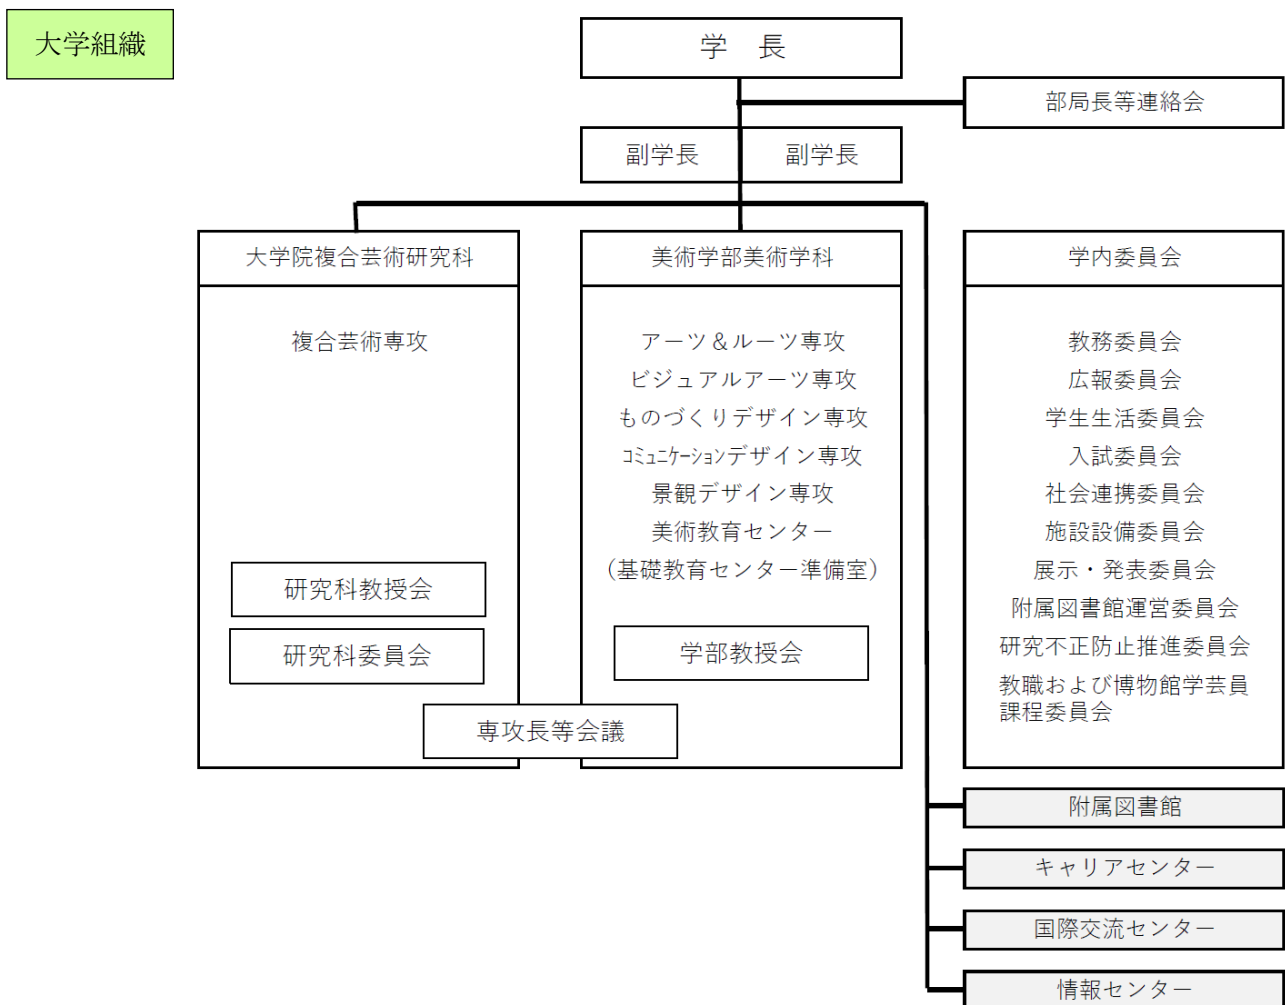 大学組織
学　長
部局長等連絡会
副学長
副学長
大学院複合芸術研究科
複合芸術専攻
研究科教授会
研究科委員会
美術学部美術学科
アーツ＆ルーツ専攻
ビジュアルアーツ専攻
ものづくりデザイン専攻
ｺﾐｭﾆｹｰｼｮﾝデザイン専攻
景観デザイン専攻
美術教育センター
（基礎教育センター準備室）
学部教授会
専攻長等会議
学内委員会
教務委員会
広報委員会
学生生活委員会
入試委員会
社会連携委員会
施設設備委員会
展示・発表委員会
附属図書館運営委員会
研究不正防止推進委員会
教職および博物館学芸員
課程委員会
附属図書館
キャリアセンター
国際交流センター
情報センター